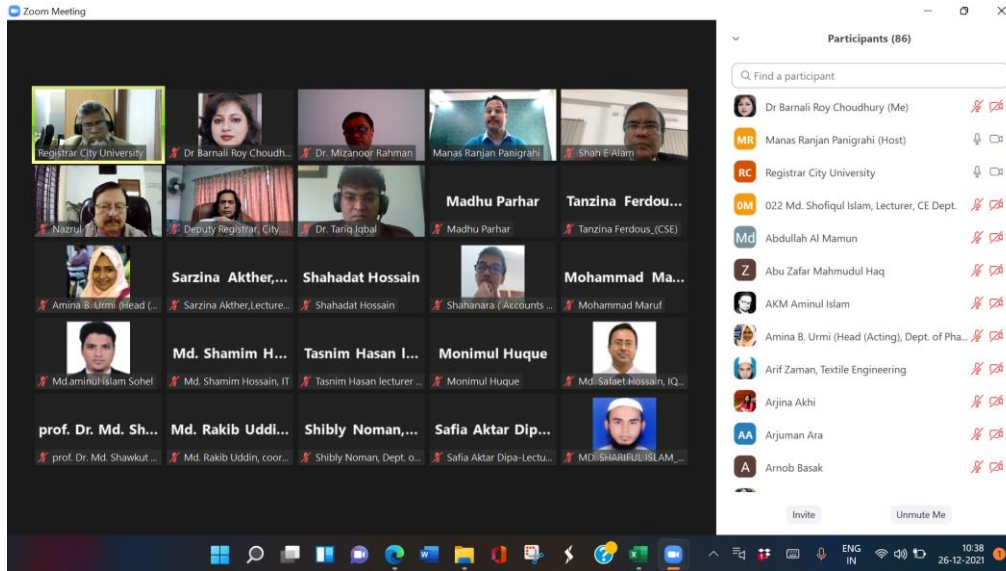 Zoom Meeting
Participants (86)
Find a participant
Registrar City University
Dr Barnali Roy Choudh...
Dr. Mizanoor Rahman
Manas Ranjan Panigrahi
Shah E Alam
Nazrul
Deputy Registrar, City ...
Dr. Tariq Iqbal
Madhu Parhar
Madhu Parhar
Tanzina Ferdou...
Tanzina Ferdous_(CSE)
Amina B. Urmi (Head (...
Sarzina Akther,...
Sarzina Akther,Lecture...
Shahadat Hossain
Shahadat Hossain
Shahanara ( Accounts ...
Mohammad Ma...
Mohammad Maruf
Md.aminul islam Sohel
Md. Shamim H...
Md. Shamim Hossain, IT
Tasnim Hasan l...
Tasnim Hasan lecturer ...
Monimul Huque
Monimul Huque
Md. Safaet Hossain, IQ...
prof. Dr. Md. Sh...
prof. Dr. Md. Shawkut ...
Md. Rakib Uddi...
Md. Rakib Uddin, coor...
Shibly Noman,...
Shibly Noman, Dept. o...
Safia Aktar Dip...
Safia Aktar Dipa-Lectu...
MD. SHARIFUL ISLAM_...
Dr Barnali Roy Choudhury (Me)
MR
Manas Ranjan Panigrahi (Host)
RC
Registrar City University
0M
022 Md. Shofiqul Islam, Lecturer, CE Dept.
Md
Abdullah Al Mamun
Z
Abu Zafar Mahmudul Haq
AKM Aminul Islam
Amina B. Urmi (Head (Acting), Dept. of Pha...
Arif Zaman, Textile Engineering
Arjina Akhi
AA
Arjuman Ara
A
Arnob Basak
Invite
Unmute Me
ENG
IN
10:38
26-12-2021
1